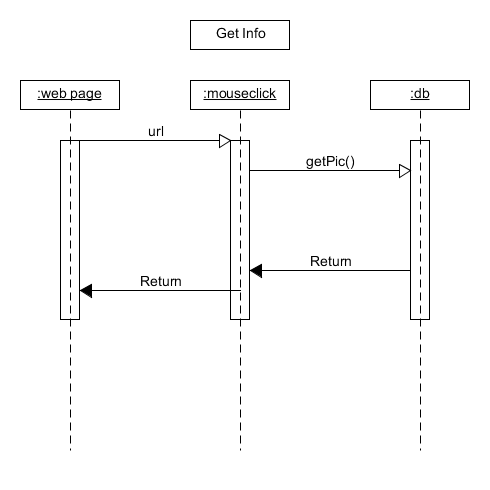 Get Info
:web page
:mouseclick
:db
url
getPic()
Return
Return